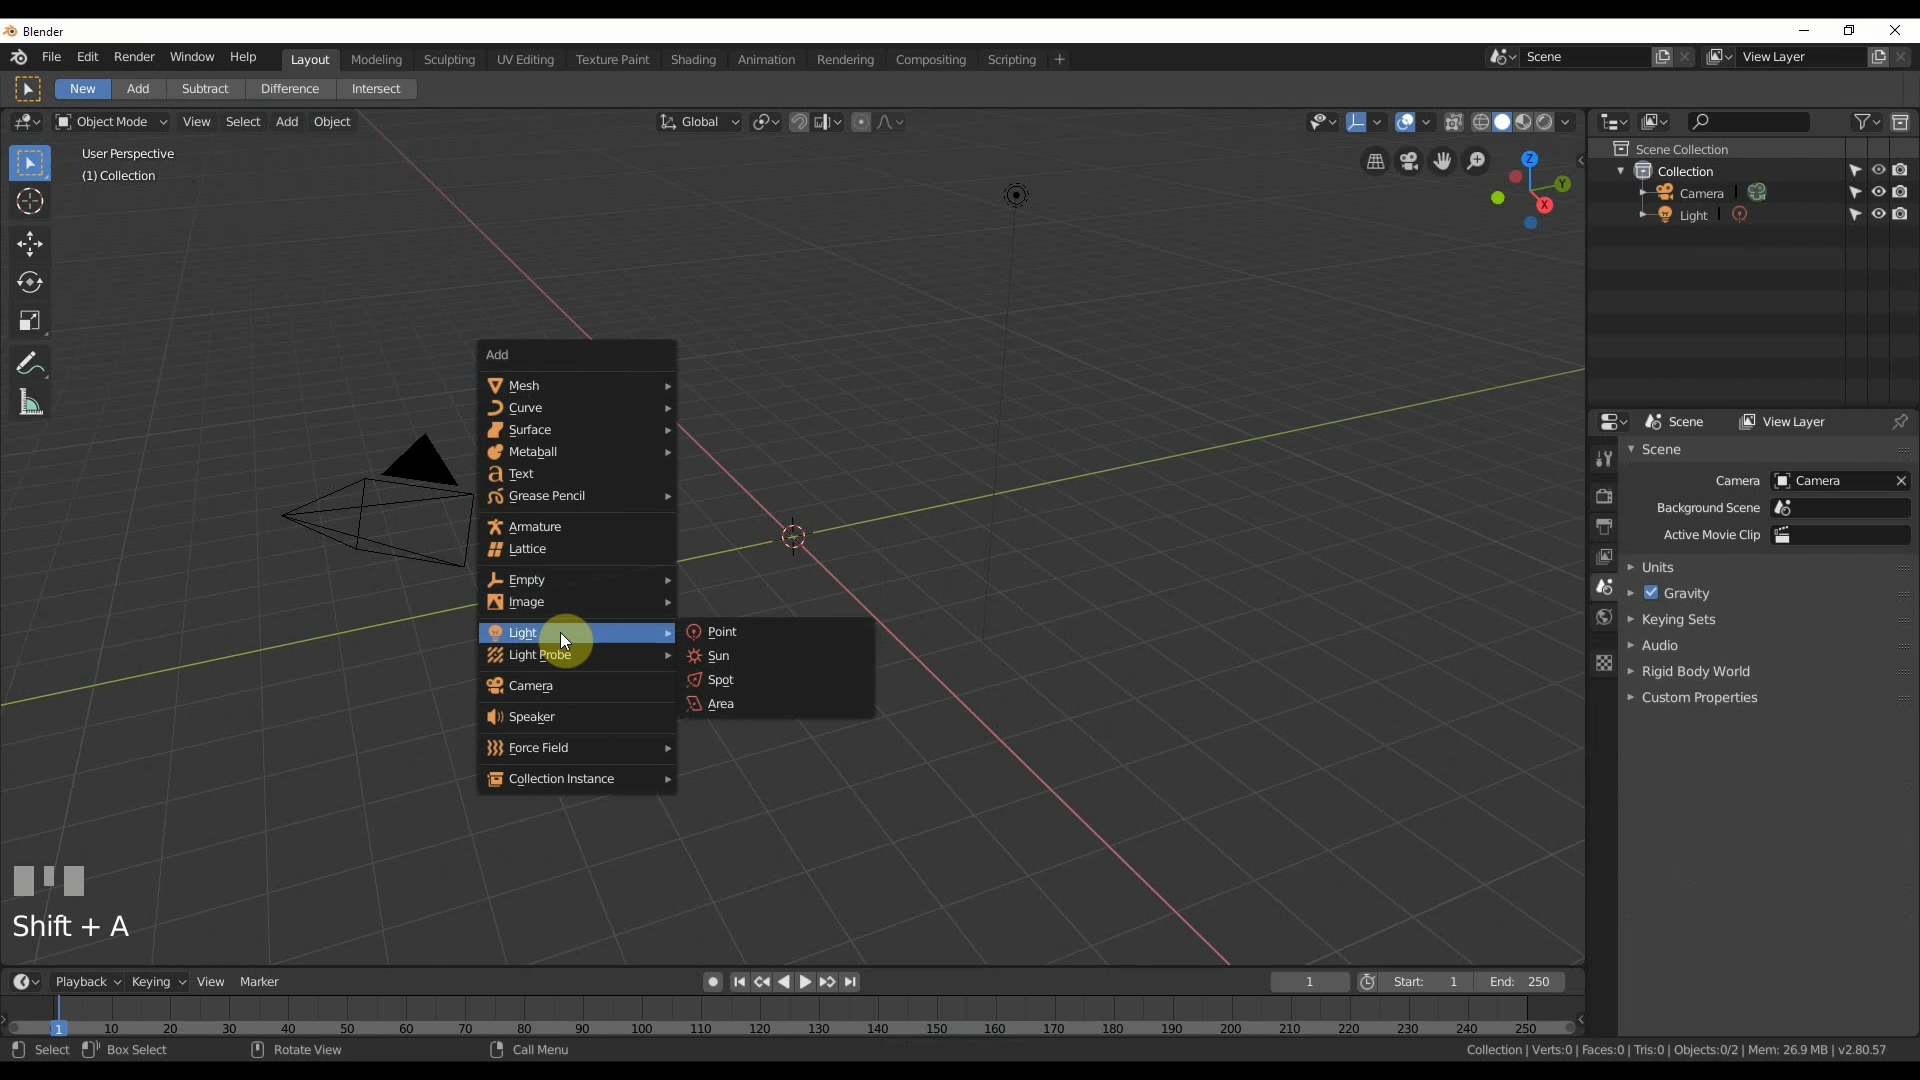 Blender
File Edit Render Window Help Layout Modeling Sculpting UV Editing Texture Paint Shading Animation Rendering Compositing Scripting + Scene View Layer
New Add Subtract Difference Intersect
Object Mode View Select Add Object Global
User Perspective
(1) Collection
Z
Y
X
Scene Collection
Collection
Camera
Light
Add
Mesh
Curve
Surface
Metaball
Text
Grease Pencil
Armature
Lattice
Empty
Image
Light
Light Probe
Camera
Speaker
Force Field
Collection Instance
Point
Sun
Spot
Area
Scene View Layer
Scene
Camera Camera
Background Scene
Active Movie Clip
Units
Gravity
Keying Sets
Audio
Rigid Body World
Custom Properties
Shift + A
Playback Keying View Marker 1 Start: 1 End: 250
1 10 20 30 40 50 60 70 80 90 100 110 120 130 140 150 160 170 180 190 200 210 220 230 240 250
Select Box Select Rotate View Call Menu Collection | Verts:0 | Faces:0 | Tris:0 | Objects:0/2 | Mem: 26.9 MB | v2.80.57